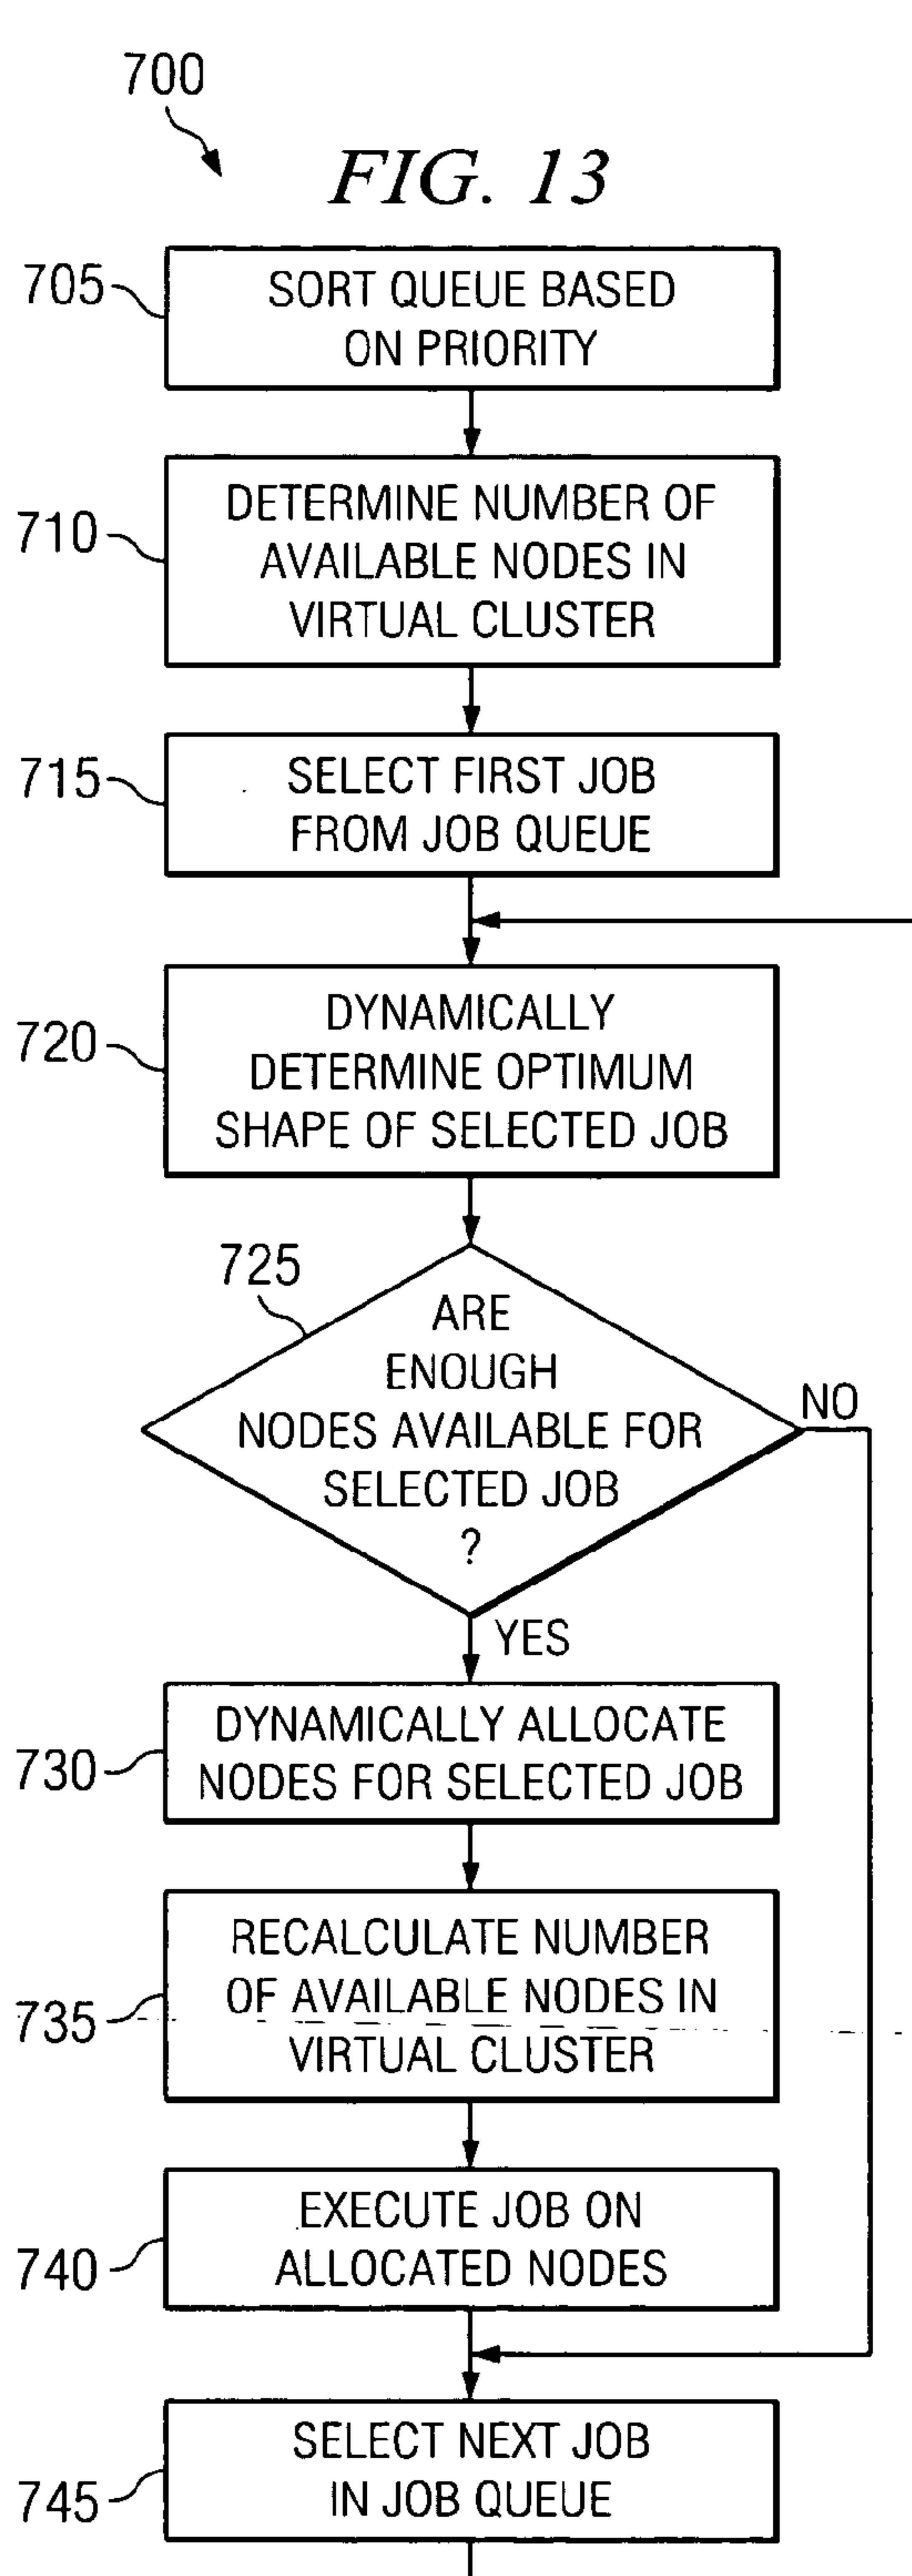 700
FIG. 13
705
SORT QUEUE BASED
ON PRIORITY
710
DETERMINE NUMBER OF
AVAILABLE NODES IN
VIRTUAL CLUSTER
715
SELECT FIRST JOB
FROM JOB QUEUE
720
DYNAMICALLY
DETERMINE OPTIMUM
SHAPE OF SELECTED JOB
725
ARE
ENOUGH
NODES AVAILABLE FOR
SELECTED JOB
?
NO
YES
730
DYNAMICALLY ALLOCATE
NODES FOR SELECTED JOB
735
RECALCULATE NUMBER
OF AVAILABLE NODES IN
VIRTUAL CLUSTER
740
EXECUTE JOB ON
ALLOCATED NODES
745
SELECT NEXT JOB
IN JOB QUEUE